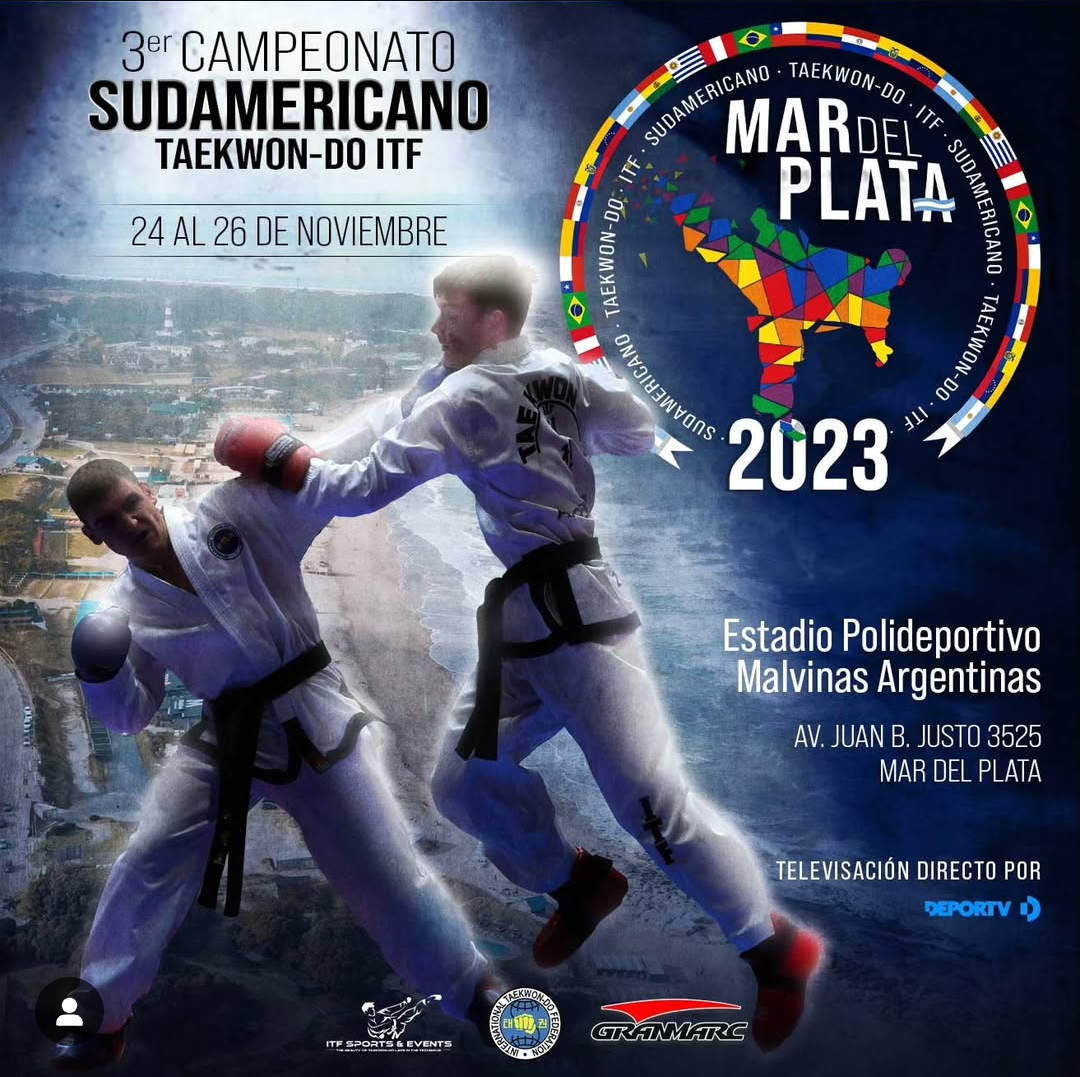 3er CAMPEONATO
SUDAMERICANO
TAEKWON-DO ITF
24 AL 26 DE NOVIEMBRE
SUDAMERICANO · TAEKWON-DO · ITF · SUDAMERICANO · TAEKWON-DO · ITF · SUDAMERICANO · TAEKWON-DO · ITF ·
MAR DEL
PLATA
2023
TAEKWON
Estadio Polideportivo
Malvinas Argentinas
AV. JUAN B. JUSTO 3525
MAR DEL PLATA
TELEVISACIÓN DIRECTO POR
DEPORTV D
ITF SPORTS & EVENTS
INTERNATIONAL TAEKWON-DO FEDERATION
태 권
GRANMARC